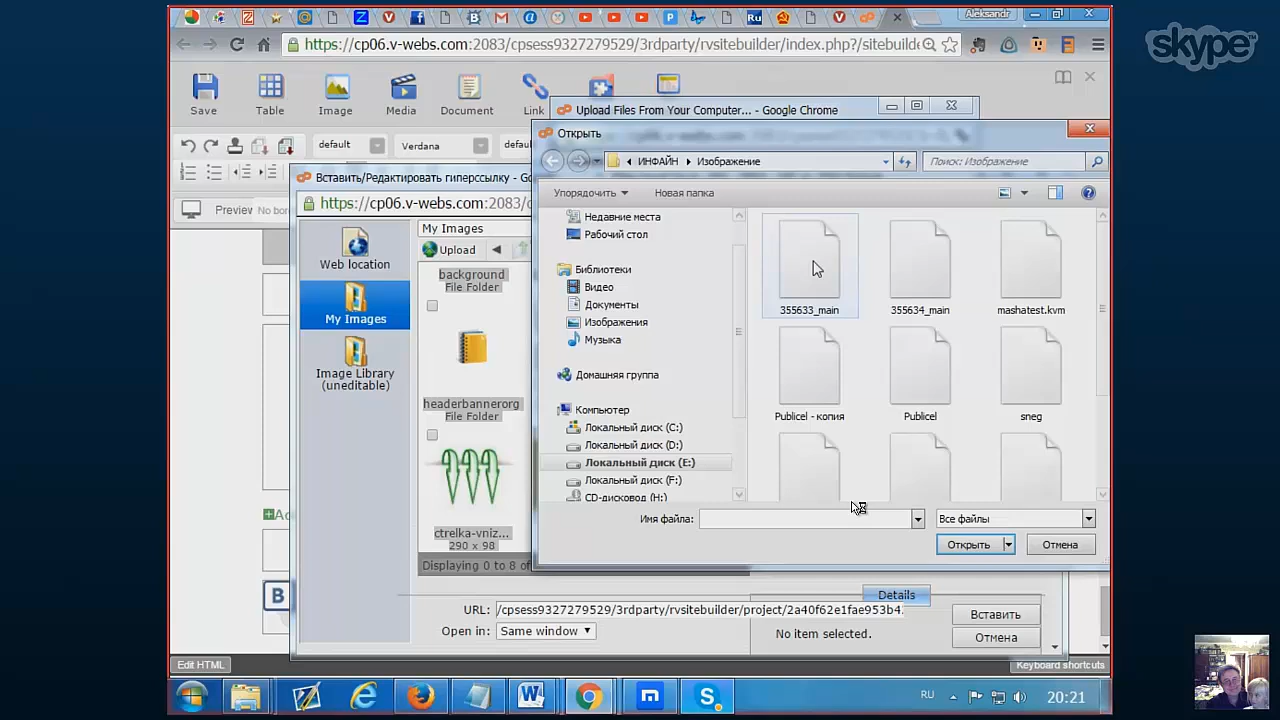 skype™
Aleksandr
https://cp06.v-webs.com:2083/cpsess9327279529/3rdparty/rvsitebuilder/index.php?/sitebuilde
Save
Table
Image
Media
Document
Link
Upload Files From Your Computer... - Google Chrome
default
Verdana
defau
Открыть
ИНФАЙН
Изображение
Поиск: Изображение
Вставить/Редактировать гиперссылку - Go
https://cp06.v-webs.com:2083/
Упорядочить
Новая папка
Preview
No bor
My Images
Upload
Web location
My Images
Image Library
(uneditable)
background
File Folder
headerbannerorg
File Folder
ctrelka-vniz...
290 x 98
Displaying 0 to 8 of
Недавние места
Рабочий стол
Библиотеки
Видео
Документы
Изображения
Музыка
Домашняя группа
Компьютер
Локальный диск (C:)
Локальный диск (D:)
Локальный диск (E:)
Локальный диск (F:)
CD-дисковод (H:)
355633_main
355634_main
mashatest.kvm
Publicel - копия
Publicel
sneg
Имя файла:
Все файлы
Открыть
Отмена
Details
URL:
/cpsess9327279529/3rdparty/rvsitebuilder/project/2a40f62e1fae953b4
Open in:
Same window
No item selected.
Вставить
Отмена
B
Edit HTML
Keyboard shortcuts
RU
20:21